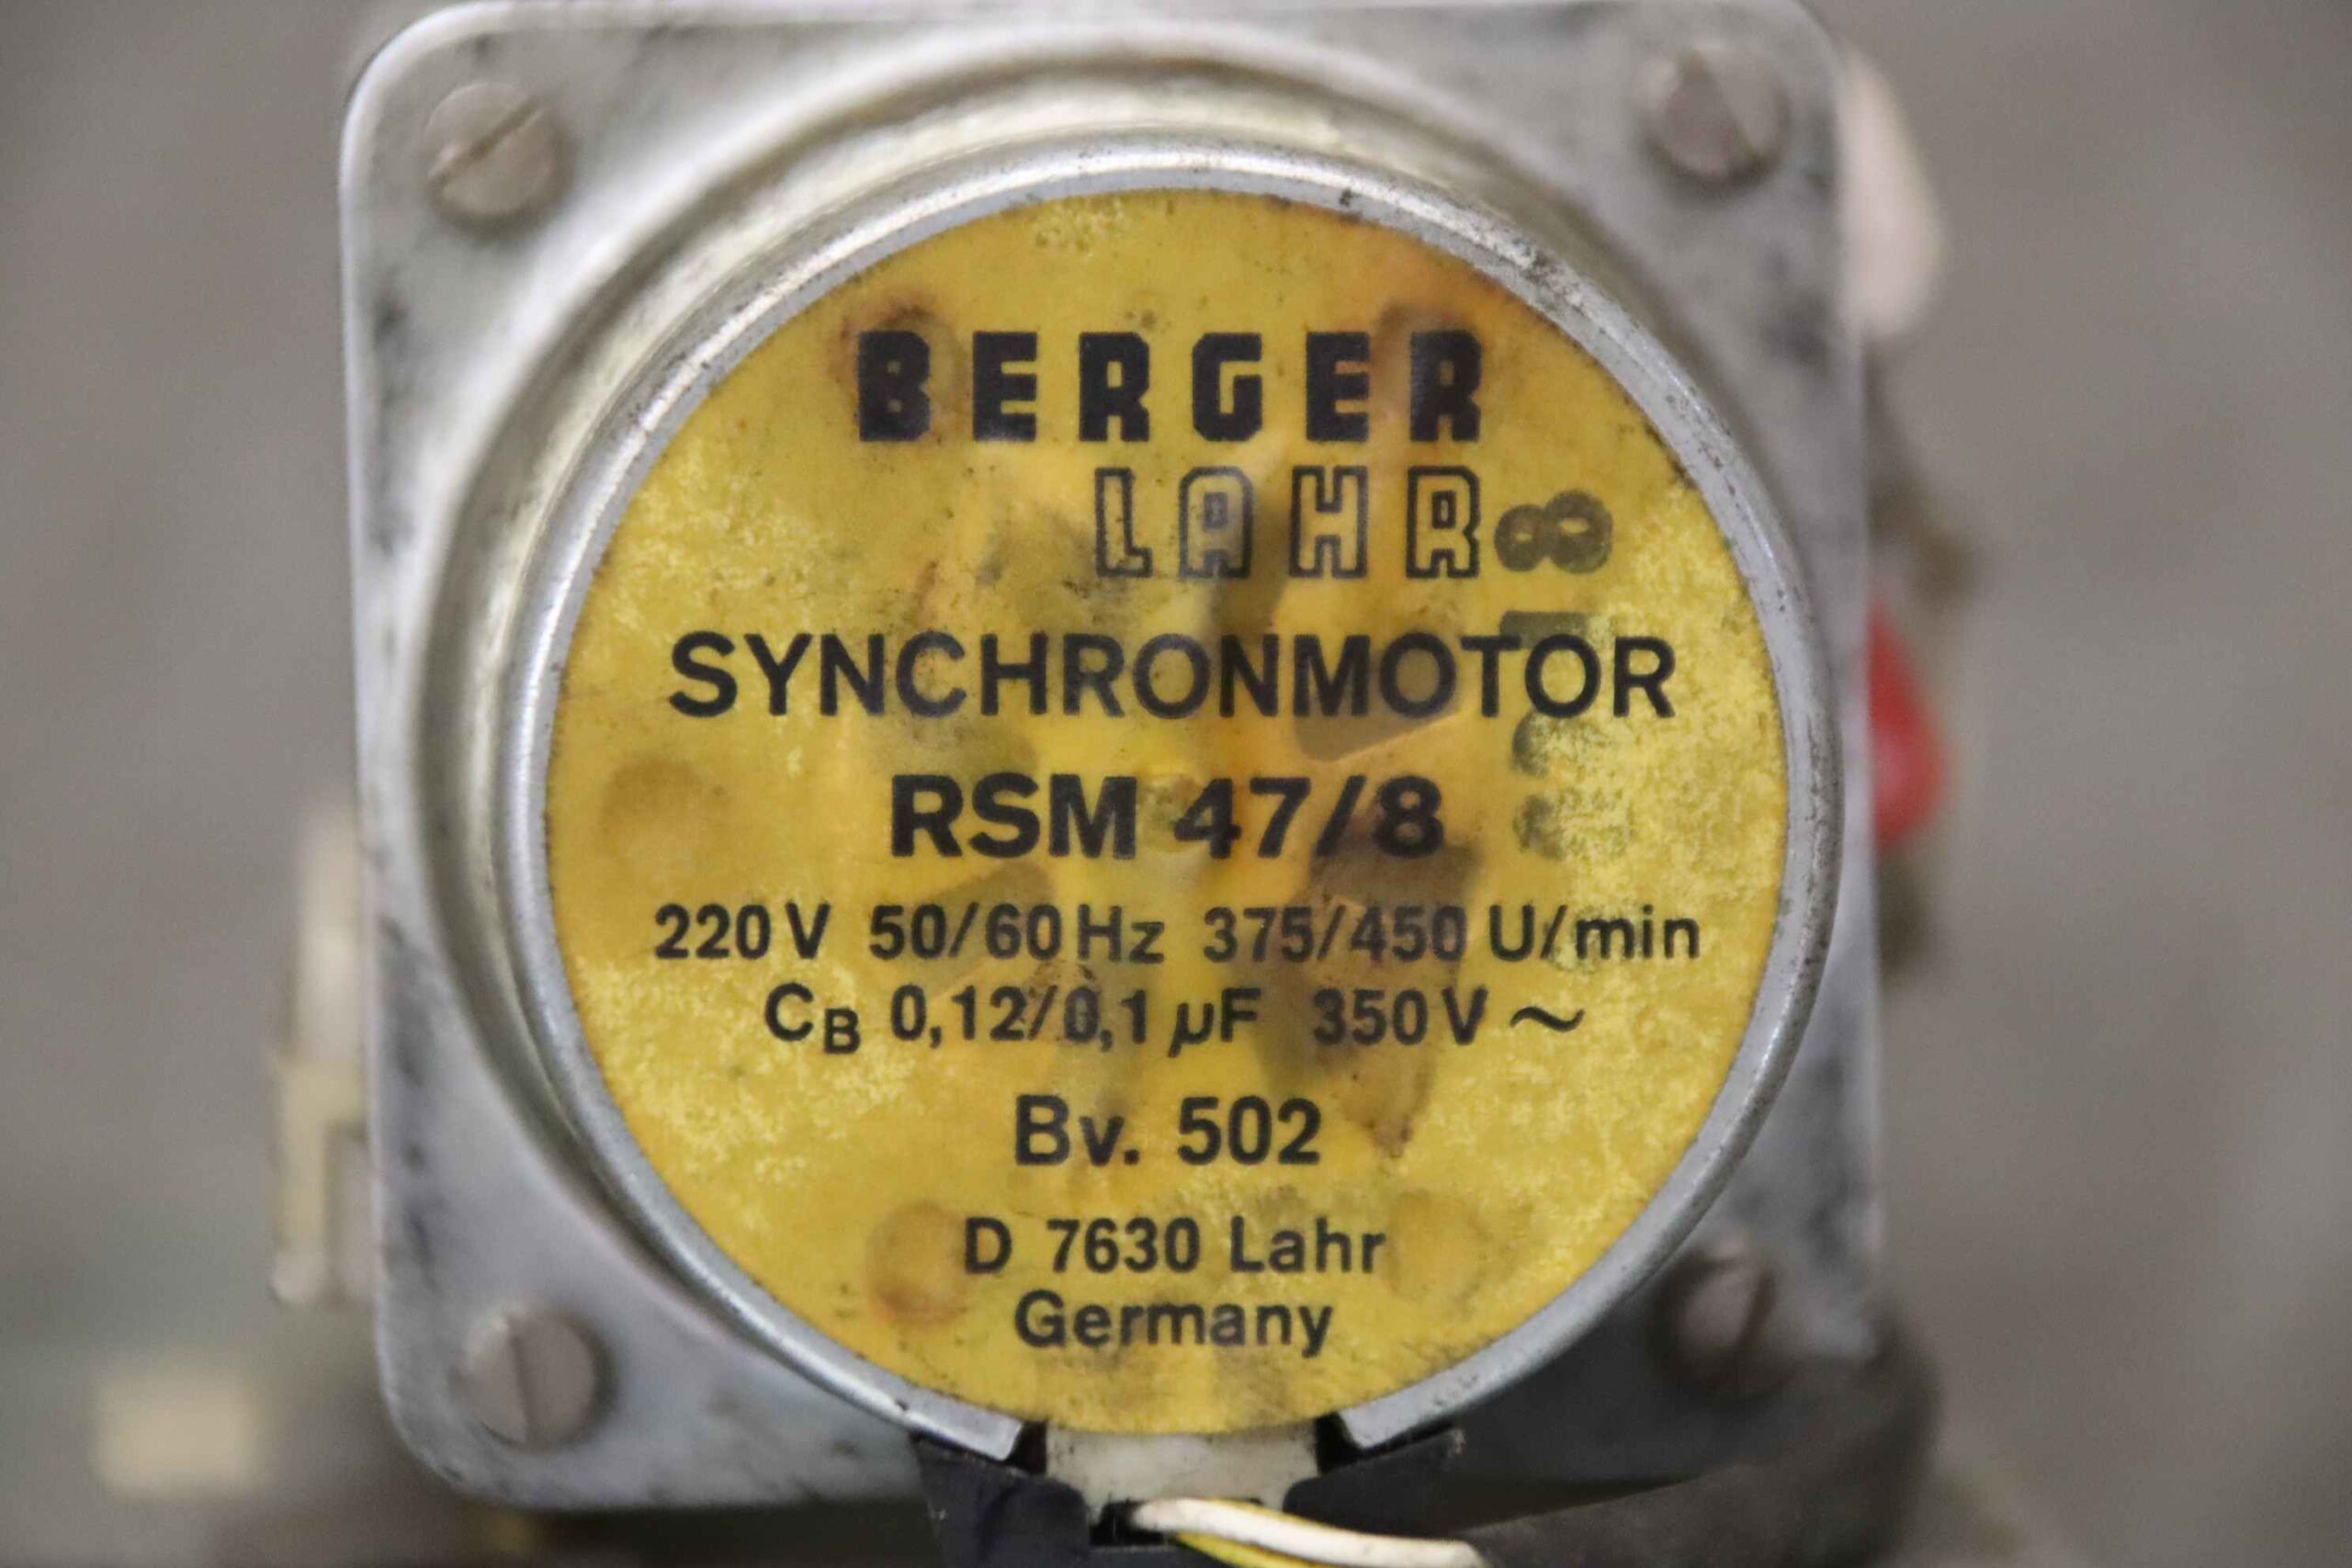 BERGER
LAHR
SYNCHRONMOTOR
RSM 47/8
220 V 50/60 Hz 375/450 U/min
CB 0,12/0,1 µF 350 V ~
Bv. 502
D 7630 Lahr
Germany